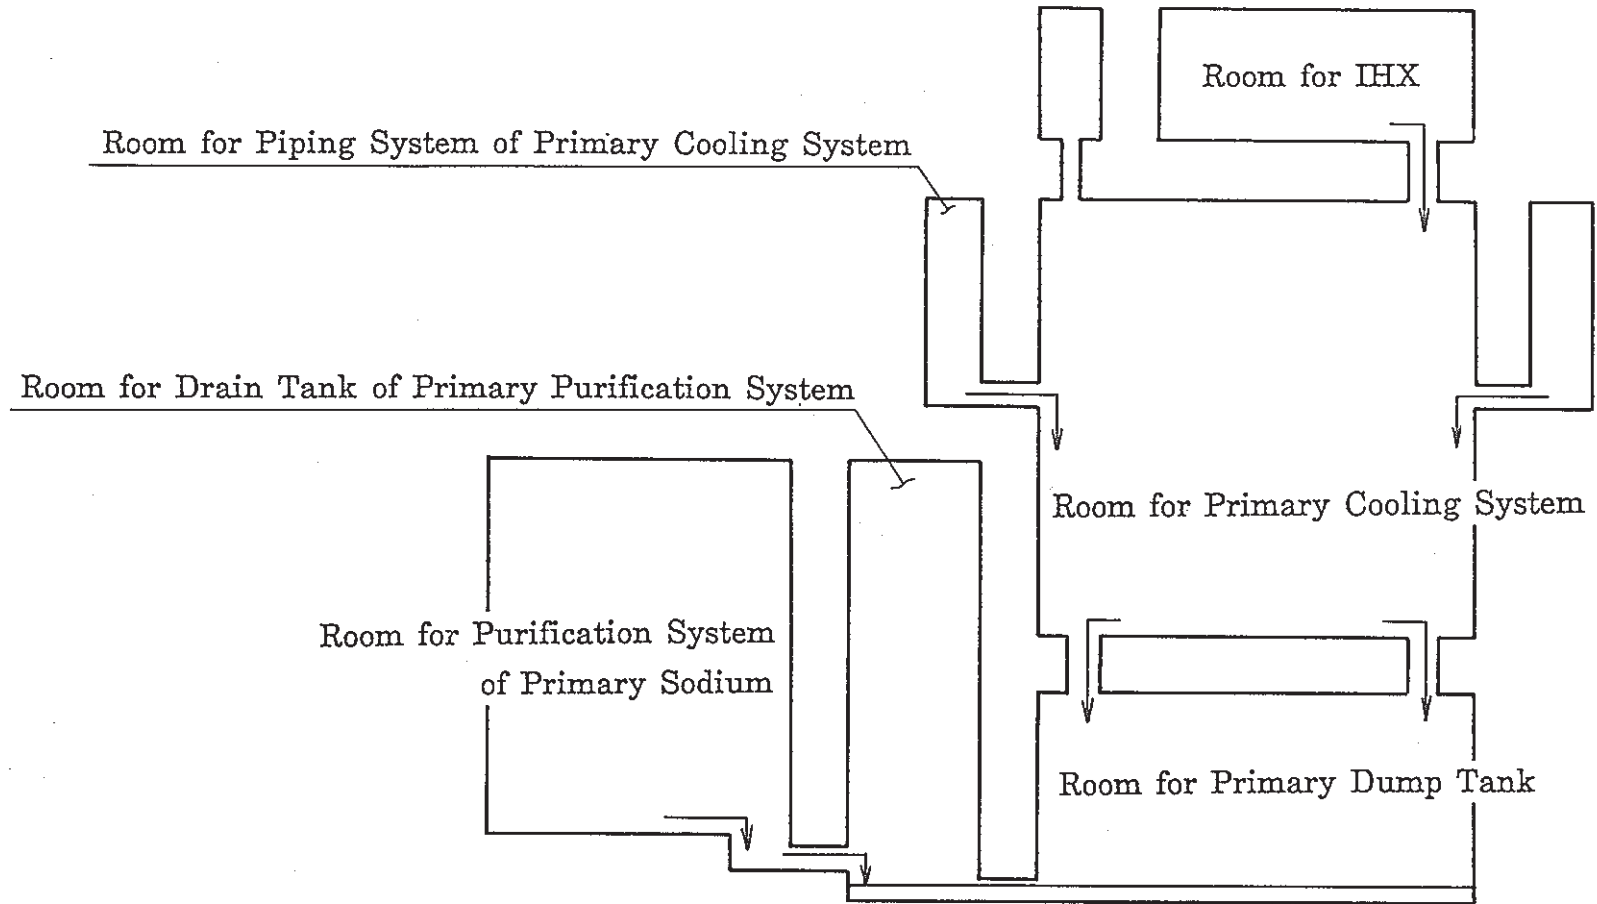 Room for IHX
Room for Piping System of Primary Cooling System
Room for Drain Tank of Primary Purification System
Room for Primary Cooling System
Room for Purification System
of Primary Sodium
Room for Primary Dump Tank